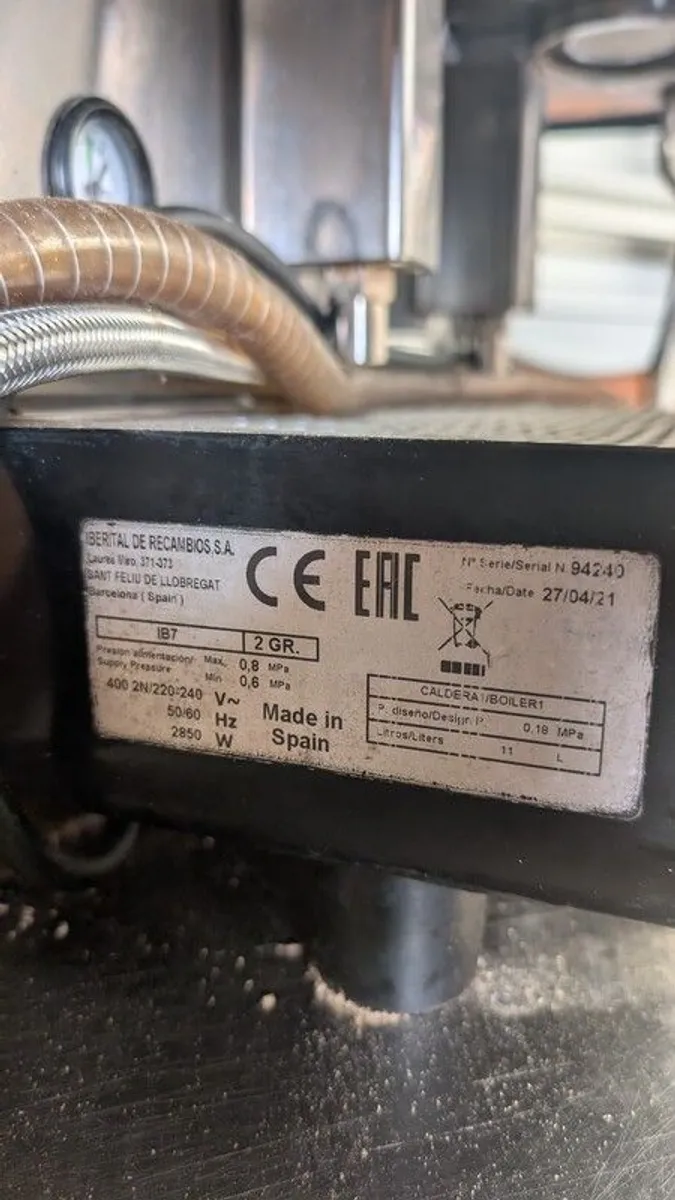 IBERITAL DE RECAMBIOS, S.A.
Laurea Miro, 371-373
SANT FELIU DE LLOBREGAT
Barcelona ( Spain )
CE EAC
Nº Serie/Serial N 94240
Fecha/Date 27/04/21
IB7 2 GR.
Presion alimentación/ Max. 0,8 MPa
Supply Pressure Min 0,6 MPa
400 2N/220-240 V~
50/60 Hz
2850 W
Made in
Spain
CALDERA1/BOILER1
P. diseño/Design P. 0.18 MPa
Litros/Liters 11 L